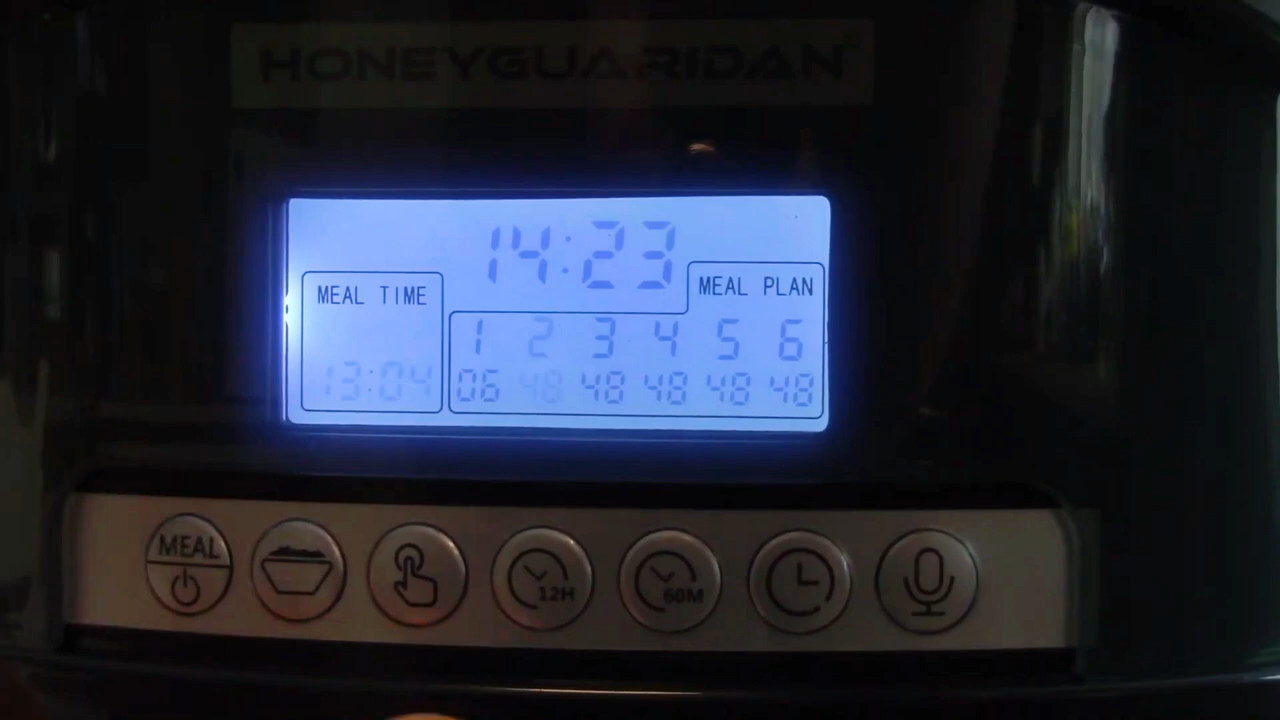 HONEYGUARIDAN
14:23
MEAL TIME
MEAL PLAN
1 2 3 4 5 6
13:04
06 48 48 48 48 48
MEAL
12H
60M